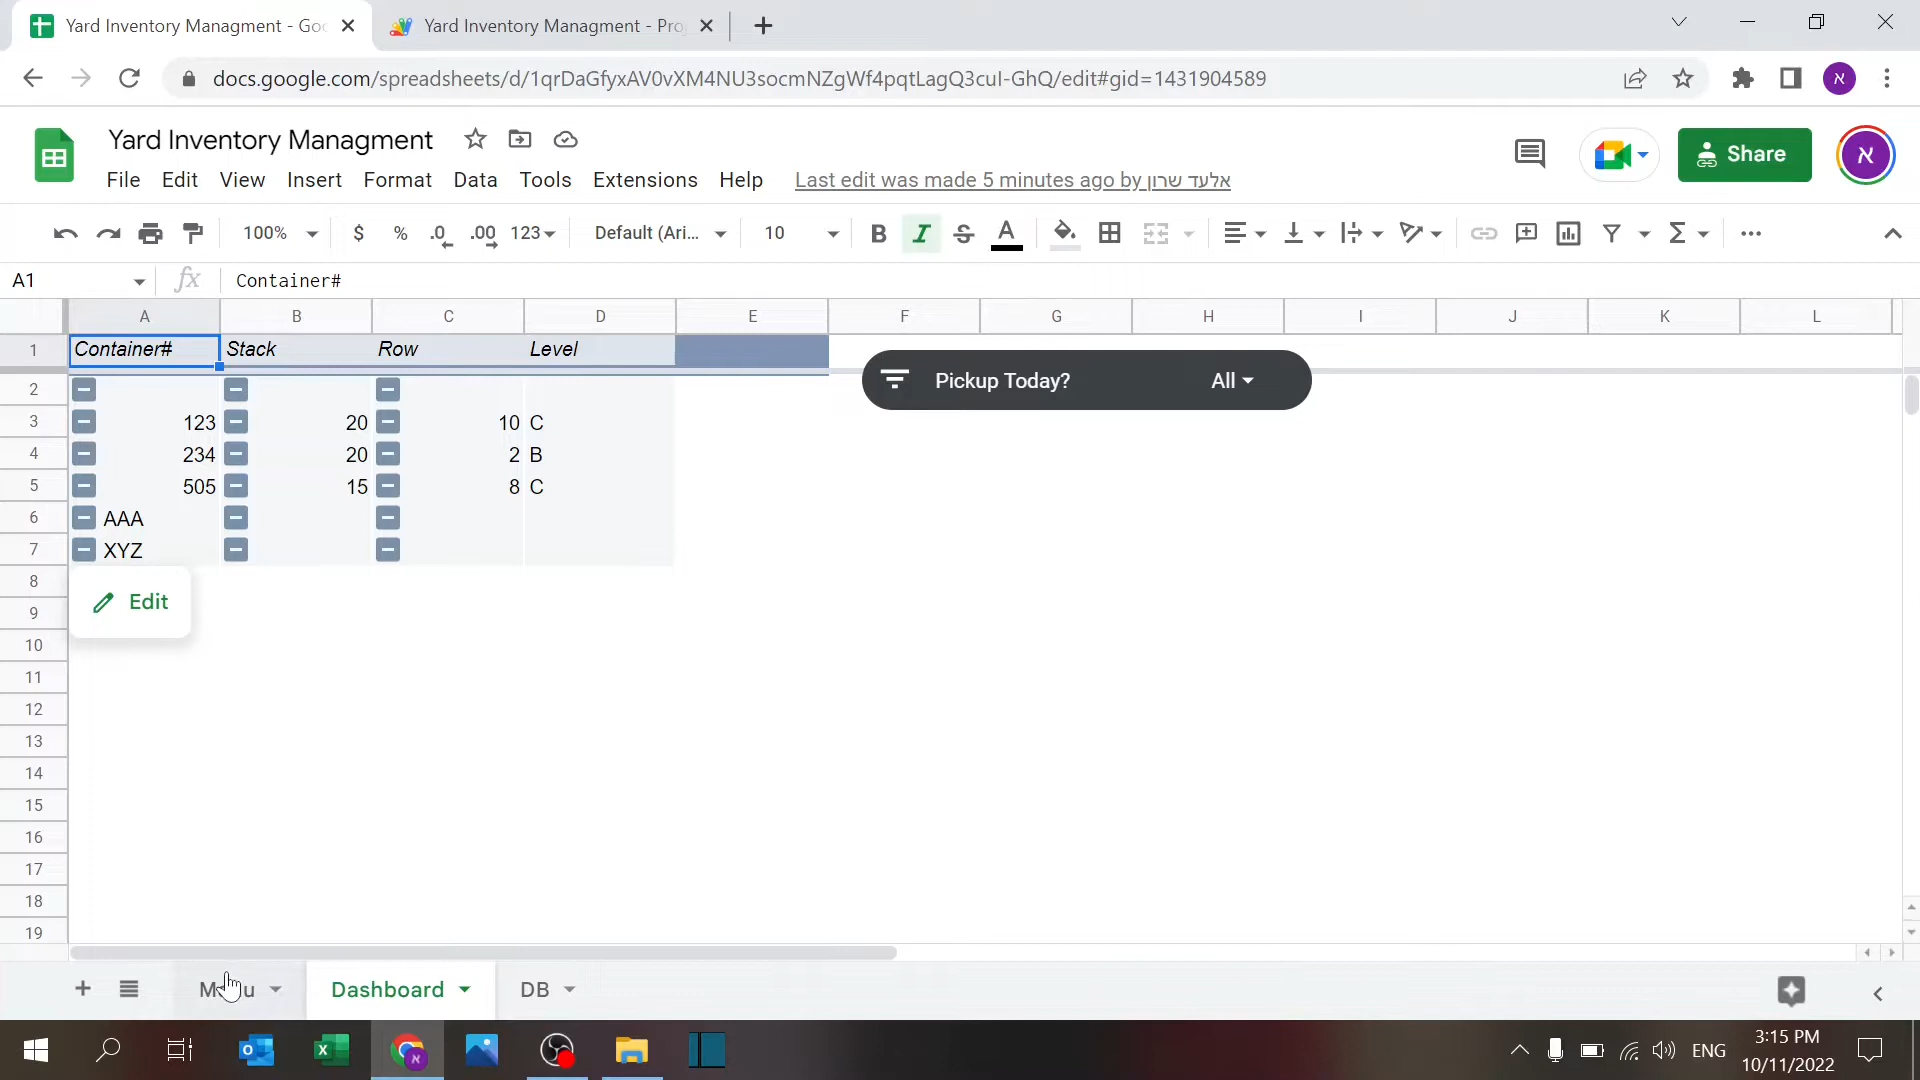 Yard Inventory Managment - Goo
Yard Inventory Managment - Pro
docs.google.com/spreadsheets/d/1qrDaGfyxAV0vXM4NU3socmNZgWf4pqtLagQ3cuI-GhQ/edit#gid=1431904589
א
Yard Inventory Managment
Share
א
File Edit View Insert Format Data Tools Extensions Help Last edit was made 5 minutes ago by אלעד שרון
100% $ % .0 .00 123 Default (Ari... 10 B I S A
A1 fx Container#
A B C D E F G H I J K L
1 Container# Stack Row Level
Pickup Today? All
2
3 123 20 10 C
4 234 20 2 B
5 505 15 8 C
6 AAA
7 XYZ
8
Edit
9
10
11
12
13
14
15
16
17
18
19
Menu Dashboard DB
ENG
3:15 PM
10/11/2022